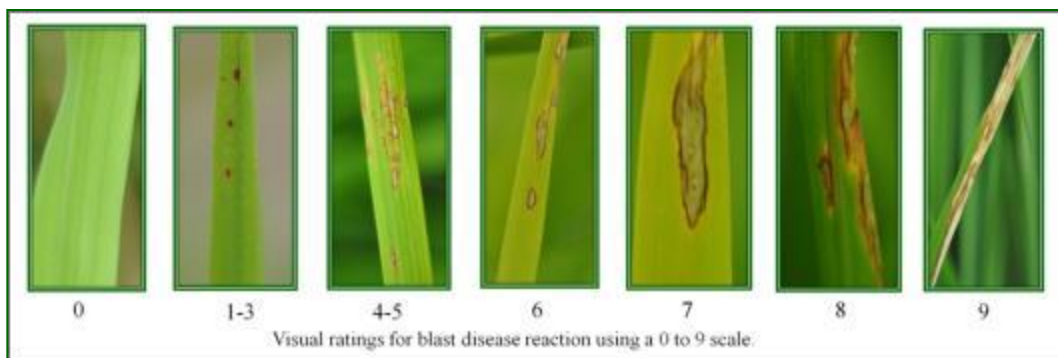 0 1-3 4-5 6 7 8 9
Visual ratings for blast disease reaction using a 0 to 9 scale.